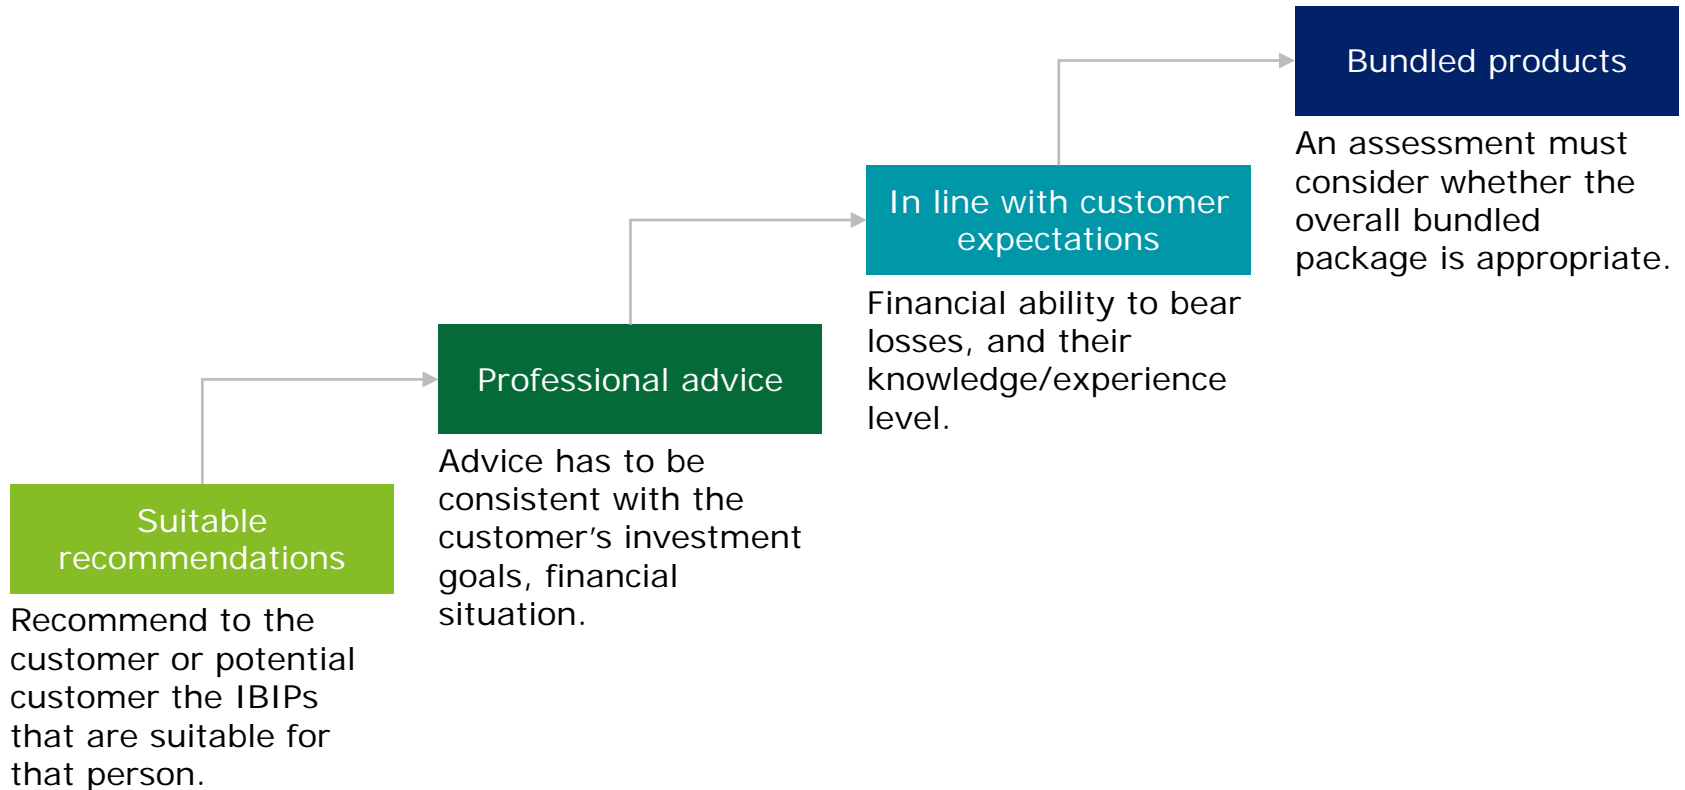 Suitable
recommendations
Recommend to the
customer or potential
customer the IBIPs
that are suitable for
that person.
Professional advice
Advice has to be
consistent with the
customer’s investment
goals, financial
situation.
In line with customer
expectations
Financial ability to bear
losses, and their
knowledge/experience
level.
Bundled products
An assessment must
consider whether the
overall bundled
package is appropriate.